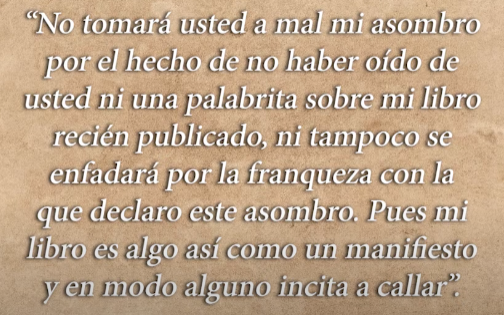 “No tomará usted a mal mi asombro
por el hecho de no haber oído de
usted ni una palabrita sobre mi libro
recién publicado, ni tampoco se
enfadará por la franqueza con la
que declaro este asombro. Pues mi
libro es algo así como un manifiesto
y en modo alguno incita a callar”.